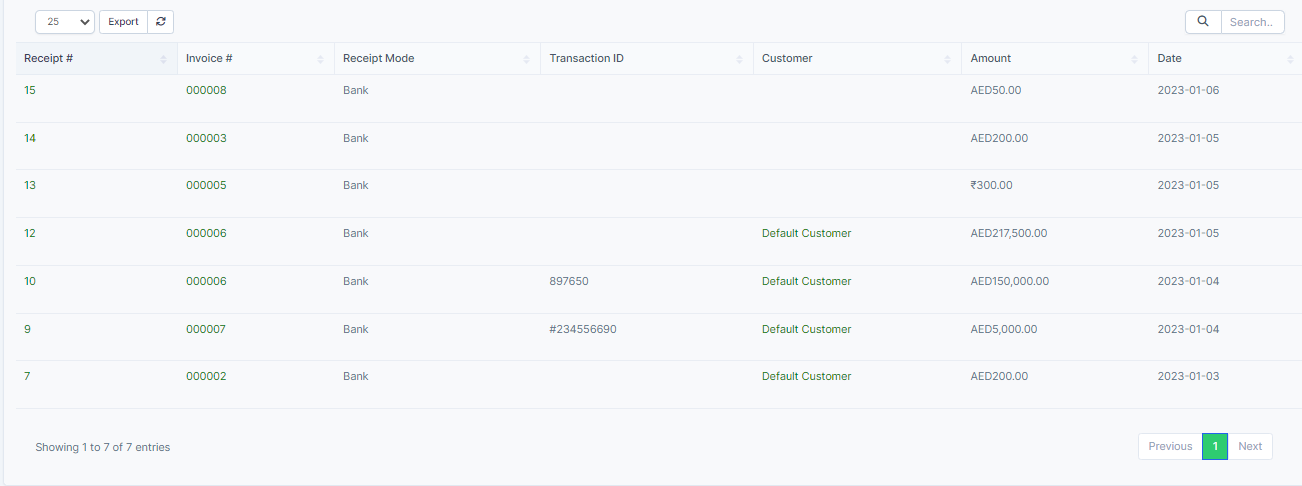 25 Export Search..
Receipt # Invoice # Receipt Mode Transaction ID Customer Amount Date
15 000008 Bank AED50.00 2023-01-06
14 000003 Bank AED200.00 2023-01-05
13 000005 Bank ₹300.00 2023-01-05
12 000006 Bank Default Customer AED217,500.00 2023-01-05
10 000006 Bank 897650 Default Customer AED150,000.00 2023-01-04
9 000007 Bank #234556690 Default Customer AED5,000.00 2023-01-04
7 000002 Bank Default Customer AED200.00 2023-01-03
Showing 1 to 7 of 7 entries Previous 1 Next